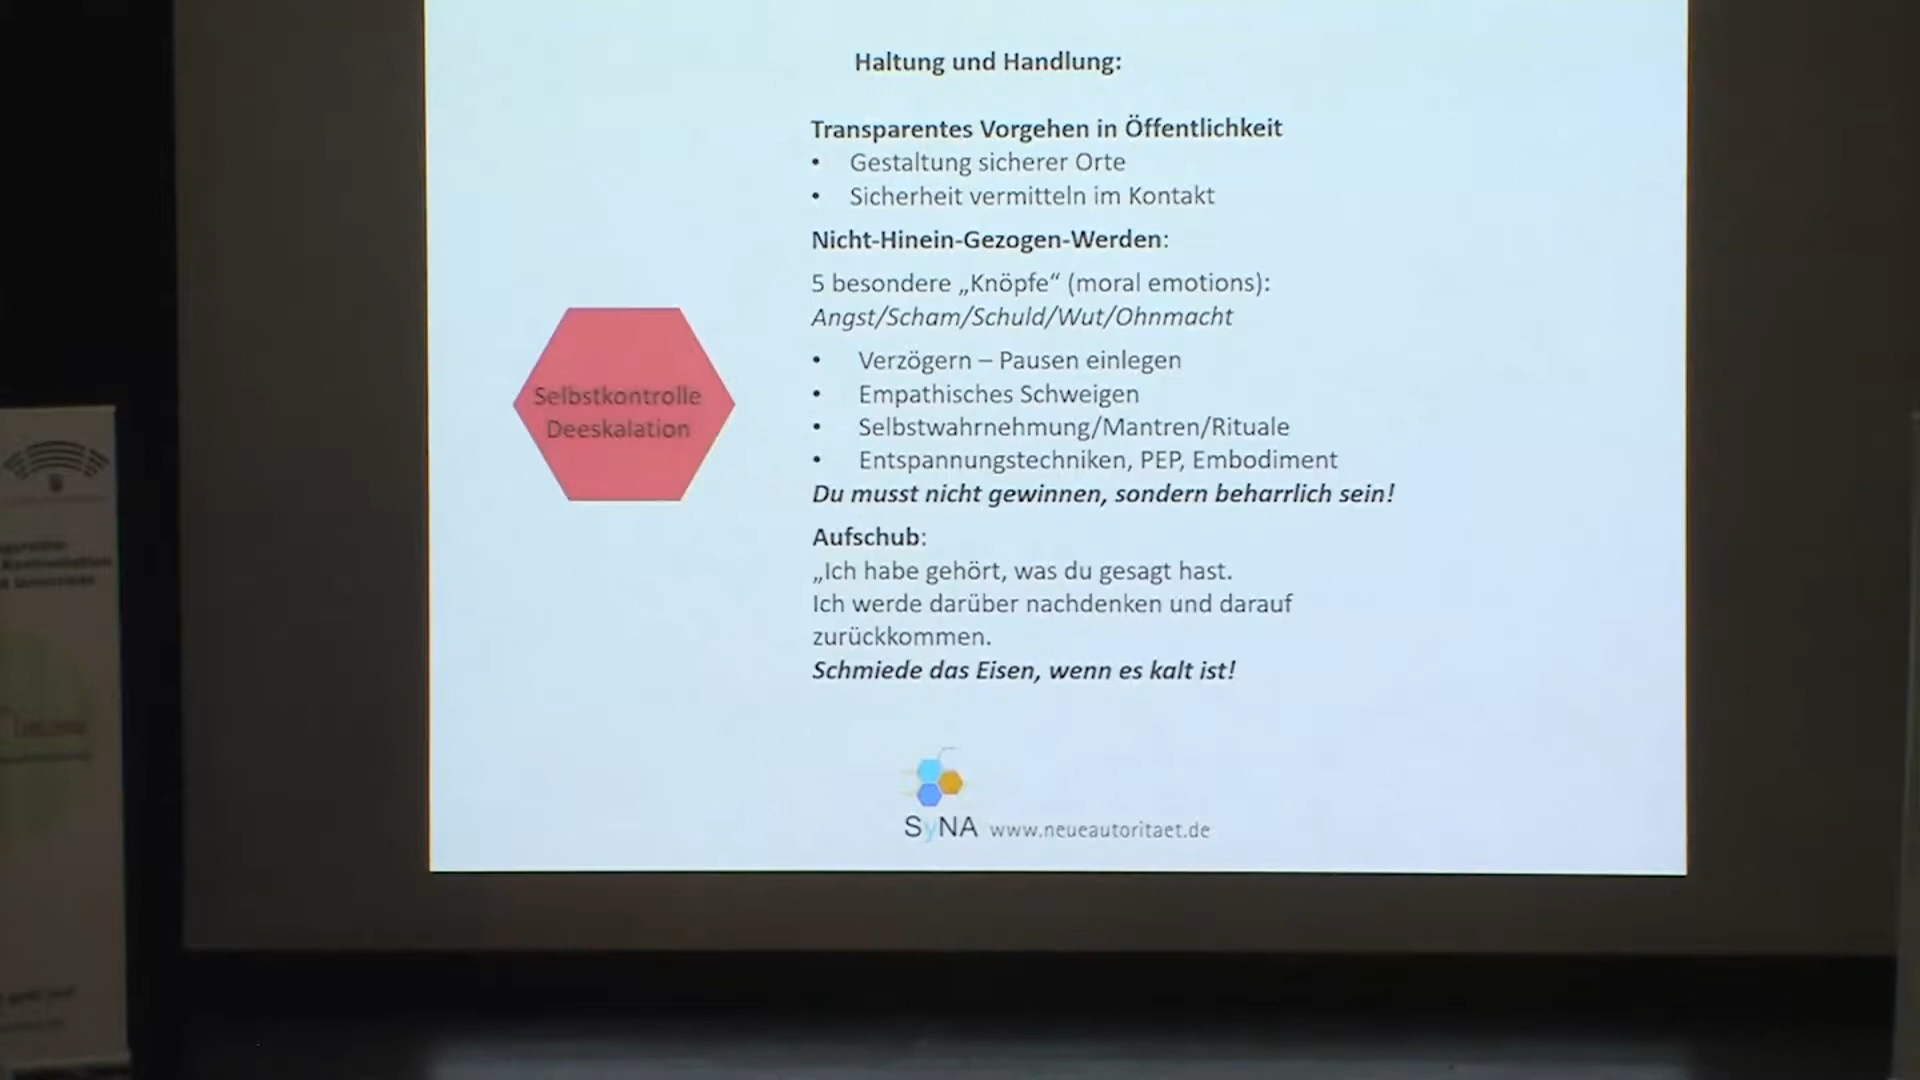 Haltung und Handlung:
Transparentes Vorgehen in Öffentlichkeit
• Gestaltung sicherer Orte
• Sicherheit vermitteln im Kontakt
Nicht-Hinein-Gezogen-Werden:
5 besondere „Knöpfe“ (moral emotions):
Angst/Scham/Schuld/Wut/Ohnmacht
• Verzögern – Pausen einlegen
• Empathisches Schweigen
• Selbstwahrnehmung/Mantren/Rituale
• Entspannungstechniken, PEP, Embodiment
Du musst nicht gewinnen, sondern beharrlich sein!
Aufschub:
„Ich habe gehört, was du gesagt hast.
Ich werde darüber nachdenken und darauf
zurückkommen.
Schmiede das Eisen, wenn es kalt ist!
Selbstkontrolle
Deeskalation
SyNA www.neueautoritaet.de